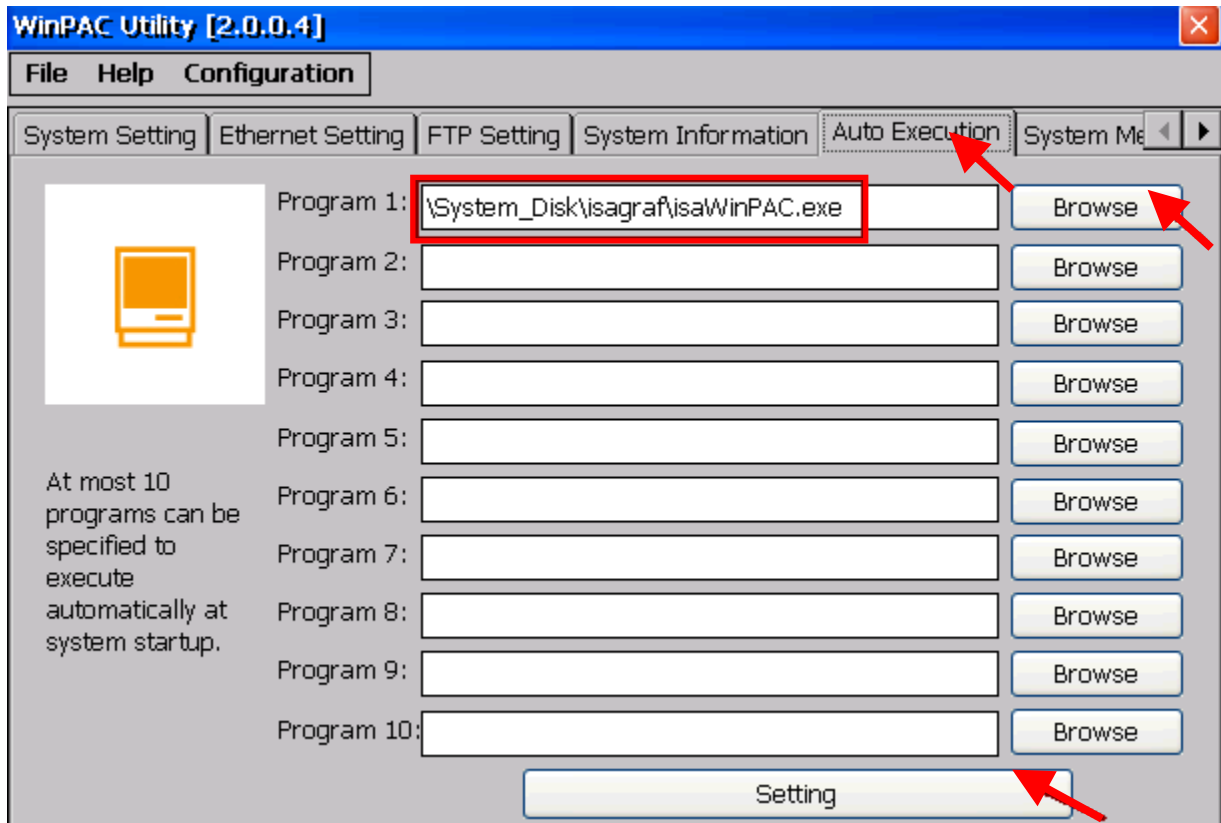 WinPAC Utility [2.0.0.4]
File Help Configuration
System Setting Ethernet Setting FTP Setting System Information Auto Execution System Me
Program 1: \System_Disk\isagraf\isaWinPAC.exe Browse
Program 2: Browse
Program 3: Browse
Program 4: Browse
Program 5: Browse
Program 6: Browse
Program 7: Browse
Program 8: Browse
Program 9: Browse
Program 10: Browse
At most 10
programs can be
specified to
execute
automatically at
system startup.
Setting